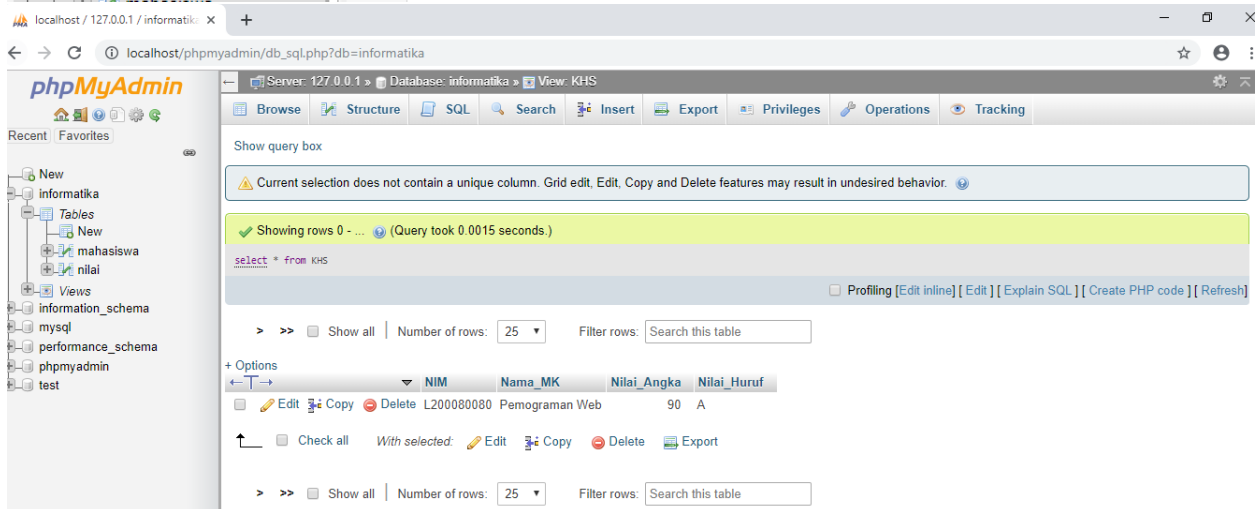 localhost / 127.0.0.1 / informatika
localhost/phpmyadmin/db_sql.php?db=informatika
phpMyAdmin
Recent Favorites
New
informatika
Tables
New
mahasiswa
nilai
Views
information_schema
mysql
performance_schema
phpmyadmin
test
Server: 127.0.0.1 » Database: informatika » View: KHS
Browse Structure SQL Search Insert Export Privileges Operations Tracking
Show query box
Current selection does not contain a unique column. Grid edit, Edit, Copy and Delete features may result in undesired behavior.
Showing rows 0 - ... (Query took 0.0015 seconds.)
select * from KHS
Profiling [Edit inline] [ Edit ] [ Explain SQL ] [ Create PHP code ] [ Refresh]
> >> Show all | Number of rows: 25 Filter rows: Search this table
+ Options
←T→ NIM Nama_MK Nilai_Angka Nilai_Huruf
Edit Copy Delete L200080080 Pemograman Web 90 A
Check all With selected: Edit Copy Delete Export
> >> Show all | Number of rows: 25 Filter rows: Search this table